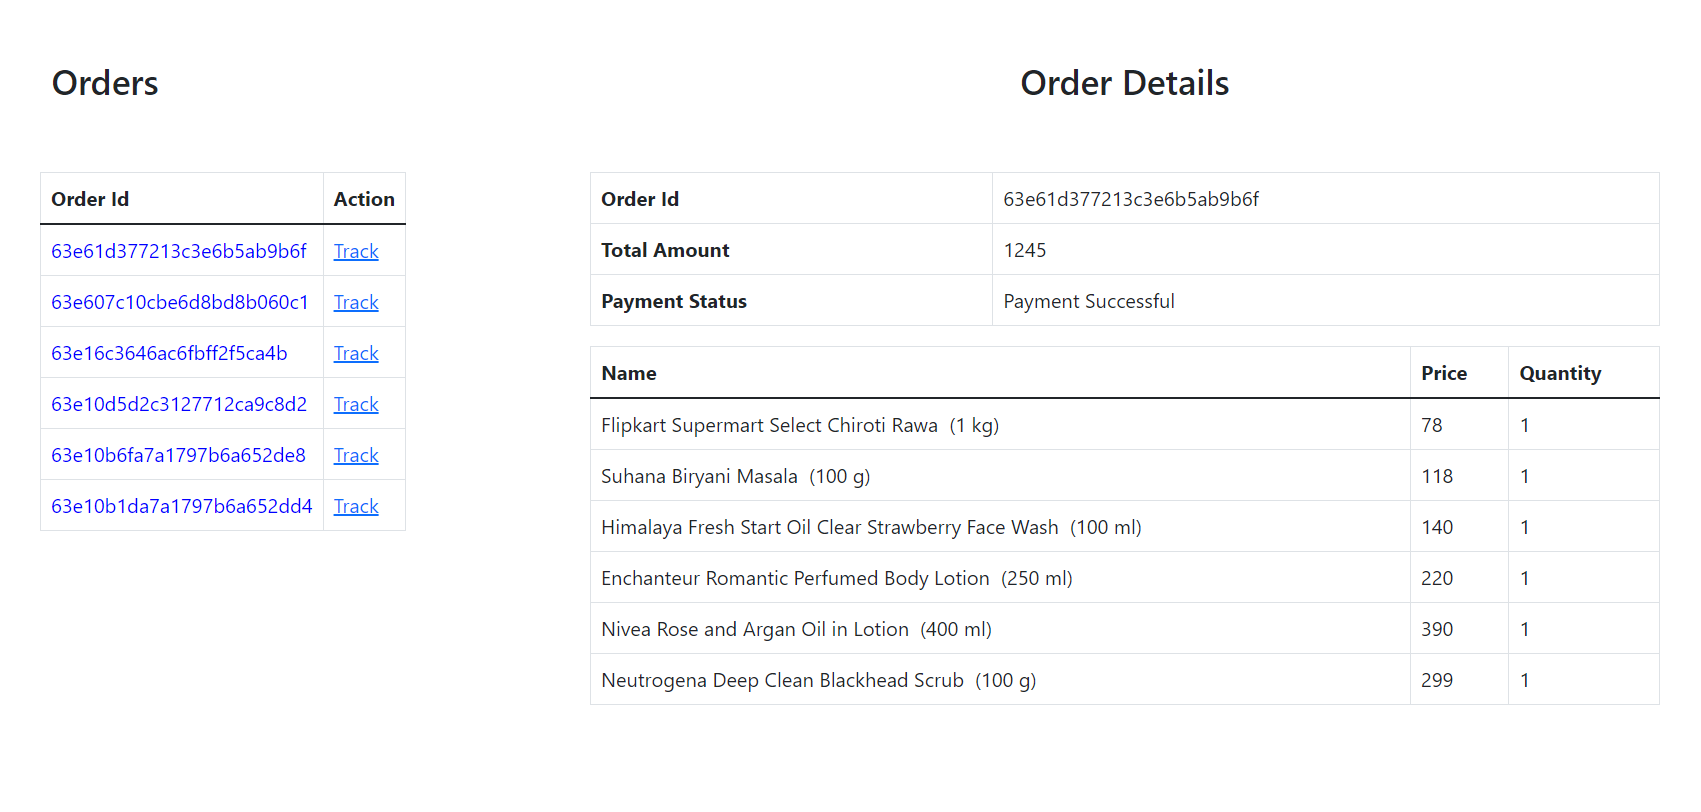 Orders
Order Id Action
63e61d377213c3e6b5ab9b6f Track
63e607c10cbe6d8bd8b060c1 Track
63e16c3646ac6fbff2f5ca4b Track
63e10d5d2c3127712ca9c8d2 Track
63e10b6fa7a1797b6a652de8 Track
63e10b1da7a1797b6a652dd4 Track
Order Details
Order Id 63e61d377213c3e6b5ab9b6f
Total Amount 1245
Payment Status Payment Successful
Name Price Quantity
Flipkart Supermart Select Chiroti Rawa (1 kg) 78 1
Suhana Biryani Masala (100 g) 118 1
Himalaya Fresh Start Oil Clear Strawberry Face Wash (100 ml) 140 1
Enchanteur Romantic Perfumed Body Lotion (250 ml) 220 1
Nivea Rose and Argan Oil in Lotion (400 ml) 390 1
Neutrogena Deep Clean Blackhead Scrub (100 g) 299 1